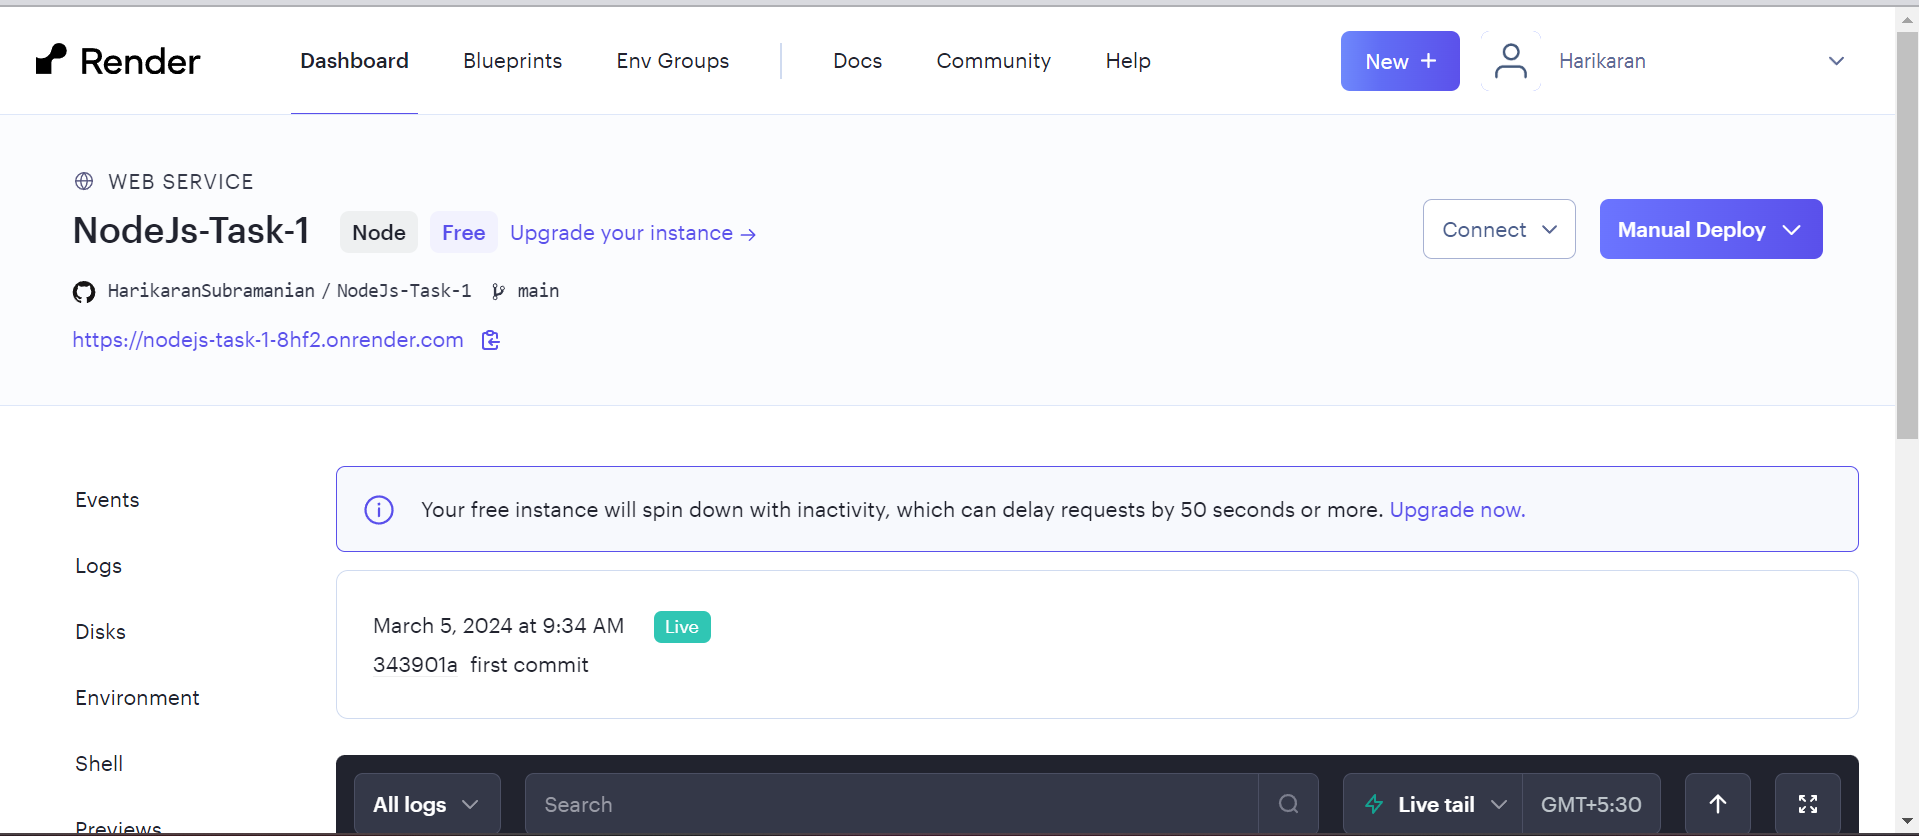 Render Dashboard Blueprints Env Groups Docs Community Help New + Harikaran
WEB SERVICE
NodeJs-Task-1 Node Free Upgrade your instance →
HarikaranSubramanian / NodeJs-Task-1 main
https://nodejs-task-1-8hf2.onrender.com
Connect Manual Deploy
Events
Logs
Disks
Environment
Shell
Previews
Your free instance will spin down with inactivity, which can delay requests by 50 seconds or more. Upgrade now.
March 5, 2024 at 9:34 AM Live
343901a first commit
All logs Search Live tail GMT+5:30